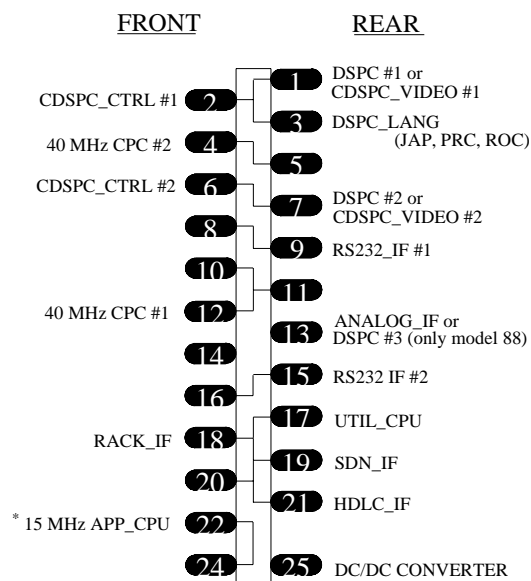 FRONT REAR
1 DSPC #1 or
CDSPC_VIDEO #1
CDSPC_CTRL #1 2
3 DSPC_LANG
(JAP, PRC, ROC)
40 MHz CPC #2 4
5
CDSPC_CTRL #2 6
7 DSPC #2 or
CDSPC_VIDEO #2
8
9 RS232_IF #1
10
11
40 MHz CPC #1 12
13 ANALOG_IF or
DSPC #3 (only model 88)
14
15 RS232 IF #2
16
17 UTIL_CPU
RACK_IF 18
19 SDN_IF
20
21 HDLC_IF
* 15 MHz APP_CPU 22
24
25 DC/DC CONVERTER